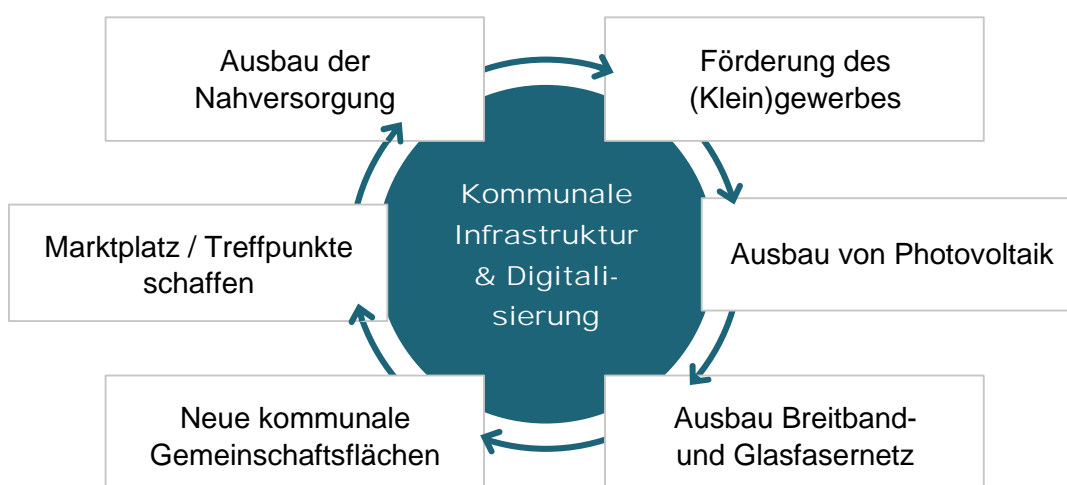 Ausbau der
Nahversorgung
Förderung des
(Klein)gewerbes
Kommunale
Infrastruktur
& Digitali-
sierung
Marktplatz / Treffpunkte
schaffen
Ausbau von Photovoltaik
Neue kommunale
Gemeinschaftsflächen
Ausbau Breitband-
und Glasfasernetz